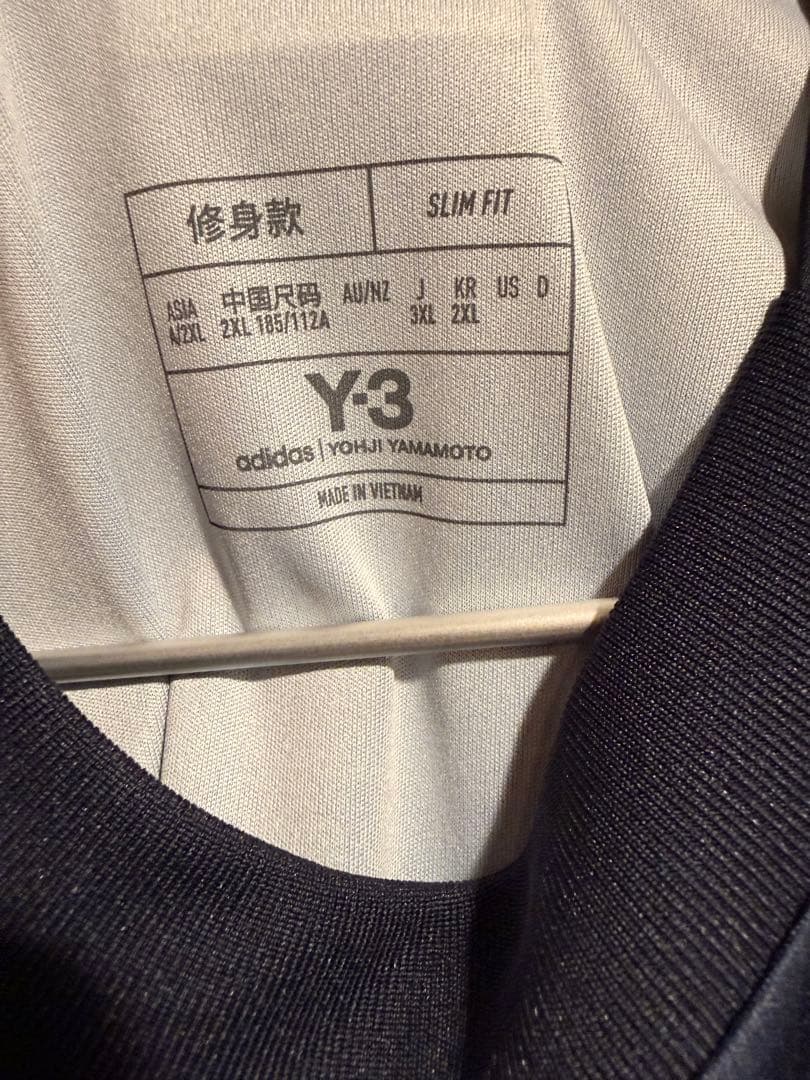 修身款 SLIM FIT
ASIA 中国尺码 AU/NZ J KR US D
A/2XL 2XL 185/112A 3XL 2XL
Y-3
adidas | YOHJI YAMAMOTO
MADE IN VIETNAM